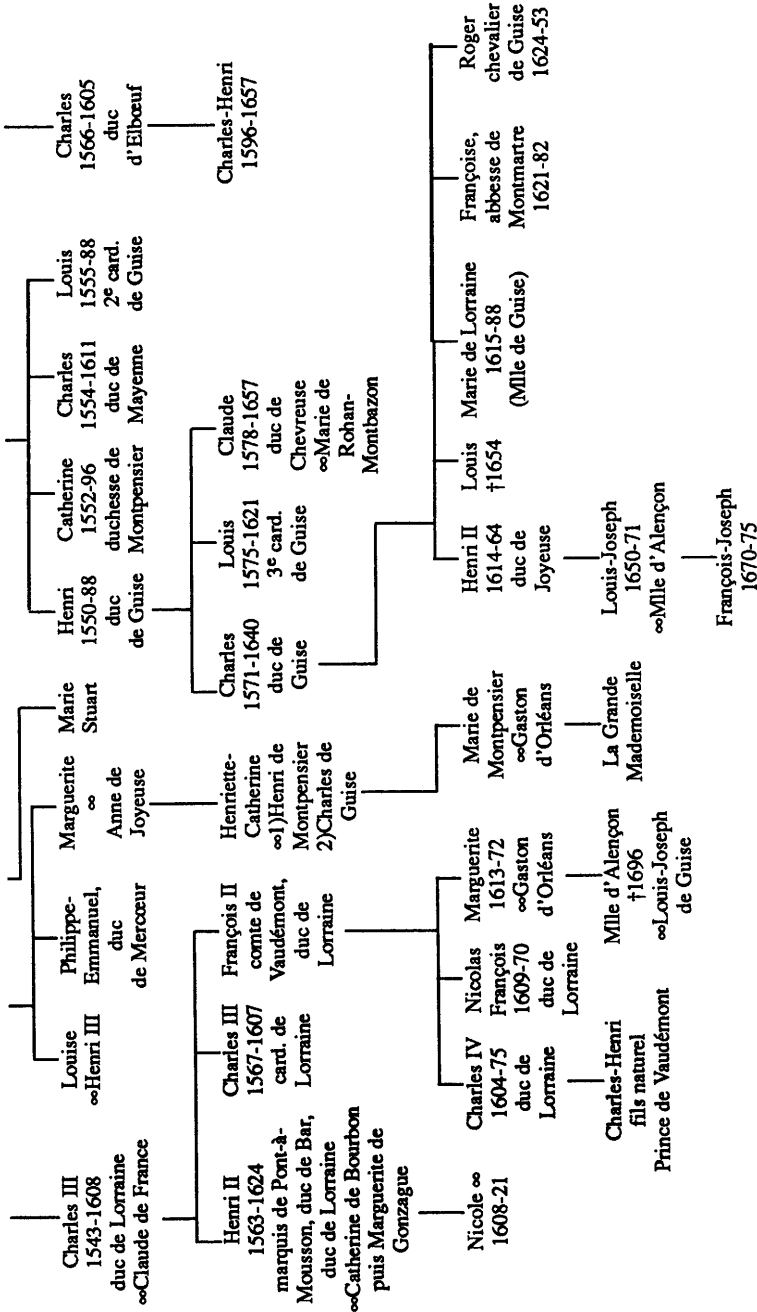 Charles III
1543-1608
duc de Lorraine
∞Claude de France
Louise
∞Henri III
Philippe-
Emmanuel,
duc
de Mercœur
Marguerite
∞
Anne de
Joyeuse
Marie
Stuart
Henri
1550-88
duc
de Guise
Catherine
1552-96
duchesse de
Montpensier
Charles
1554-1611
duc de
Mayenne
Louis
1555-88
2e card.
de Guise
Charles
1566-1605
duc
d'Elbœuf
Henri II
1563-1624
marquis de Pont-à-
Mousson, duc de Bar,
duc de Lorraine
∞Catherine de Bourbon
puis Marguerite de
Gonzague
Charles III
1567-1607
card. de
Lorraine
François II
comte de
Vaudémont,
duc de
Lorraine
Henriette-
Catherine
∞1)Henri de
Montpensier
2)Charles de
Guise
Charles
1571-1640
duc de
Guise
Louis
1575-1621
3e card.
de Guise
Claude
1578-1657
duc de
Chevreuse
∞Marie de
Rohan-
Montbazon
Charles-Henri
1596-1657
Nicole ∞
1608-21
Charles IV
1604-75
duc de
Lorraine
Nicolas
François
1609-70
duc de
Lorraine
Marguerite
1613-72
∞Gaston
d'Orléans
Marie de
Montpensier
∞Gaston
d'Orléans
Henri II
1614-64
duc de
Joyeuse
Louis
†1654
Marie de Lorraine
1615-88
(Mlle de Guise)
Françoise,
abbesse de
Montmartre
1621-82
Roger
chevalier
de Guise
1624-53
Charles-Henri
fils naturel
Prince de Vaudémont
Mlle d'Alençon
†1696
∞Louis-Joseph
de Guise
La Grande
Mademoiselle
Louis-Joseph
1650-71
∞Mlle d'Alençon
François-Joseph
1670-75